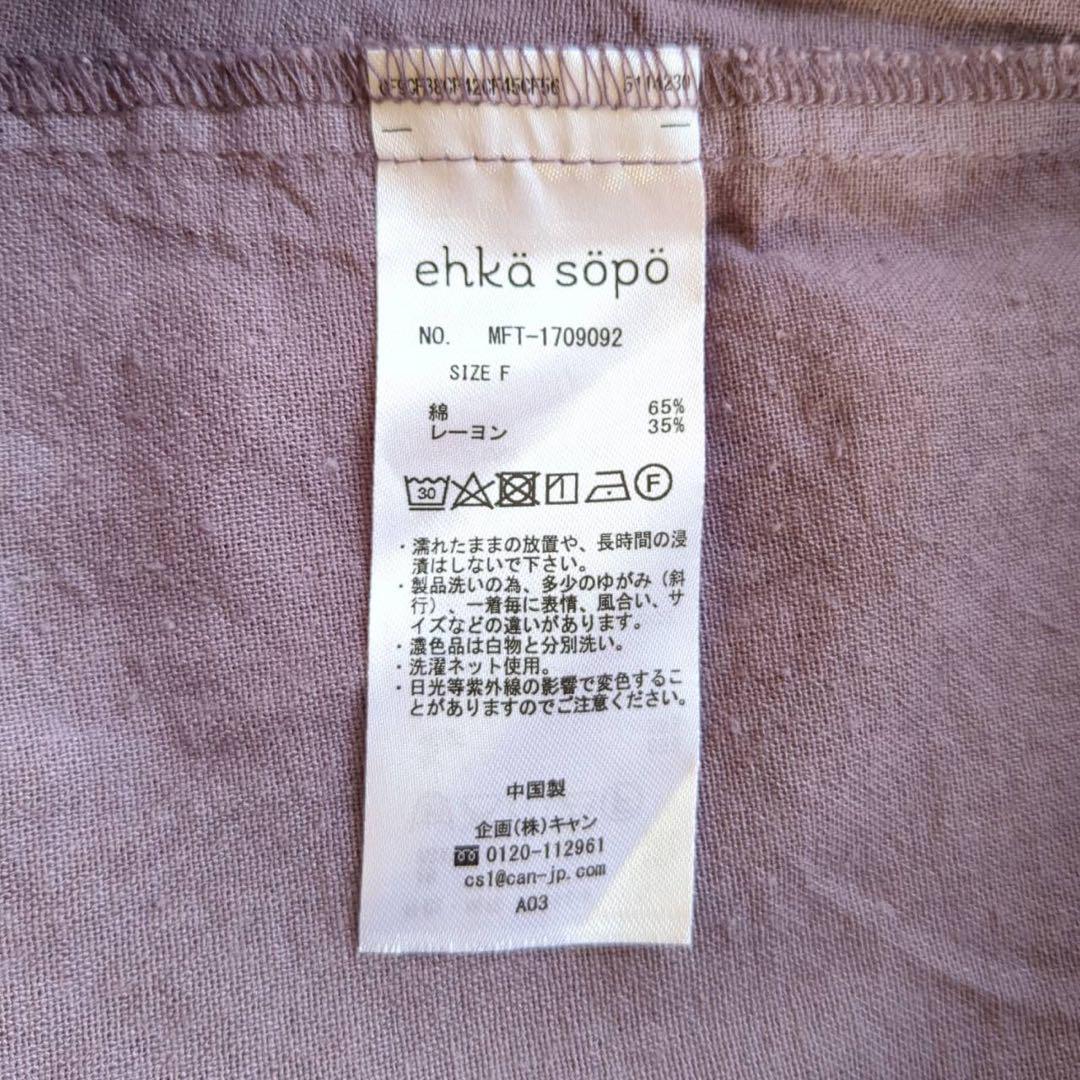 ehkä söpö
NO. MFT-1709092
SIZE F
綿 65%
レーヨン 35%
30
F
・濡れたままの放置や、長時間の浸
漬はしないで下さい。
・製品洗いの為、多少のゆがみ（斜
行）、一着毎に表情、風合い、サ
イズなどの違いがあります。
・濃色品は白物と分別洗い。
・洗濯ネット使用。
・日光等紫外線の影響で変色するこ
とがありますのでご注意ください。
中国製
企画(株)キャン
0120-112961
cs1@can-jp.com
A03